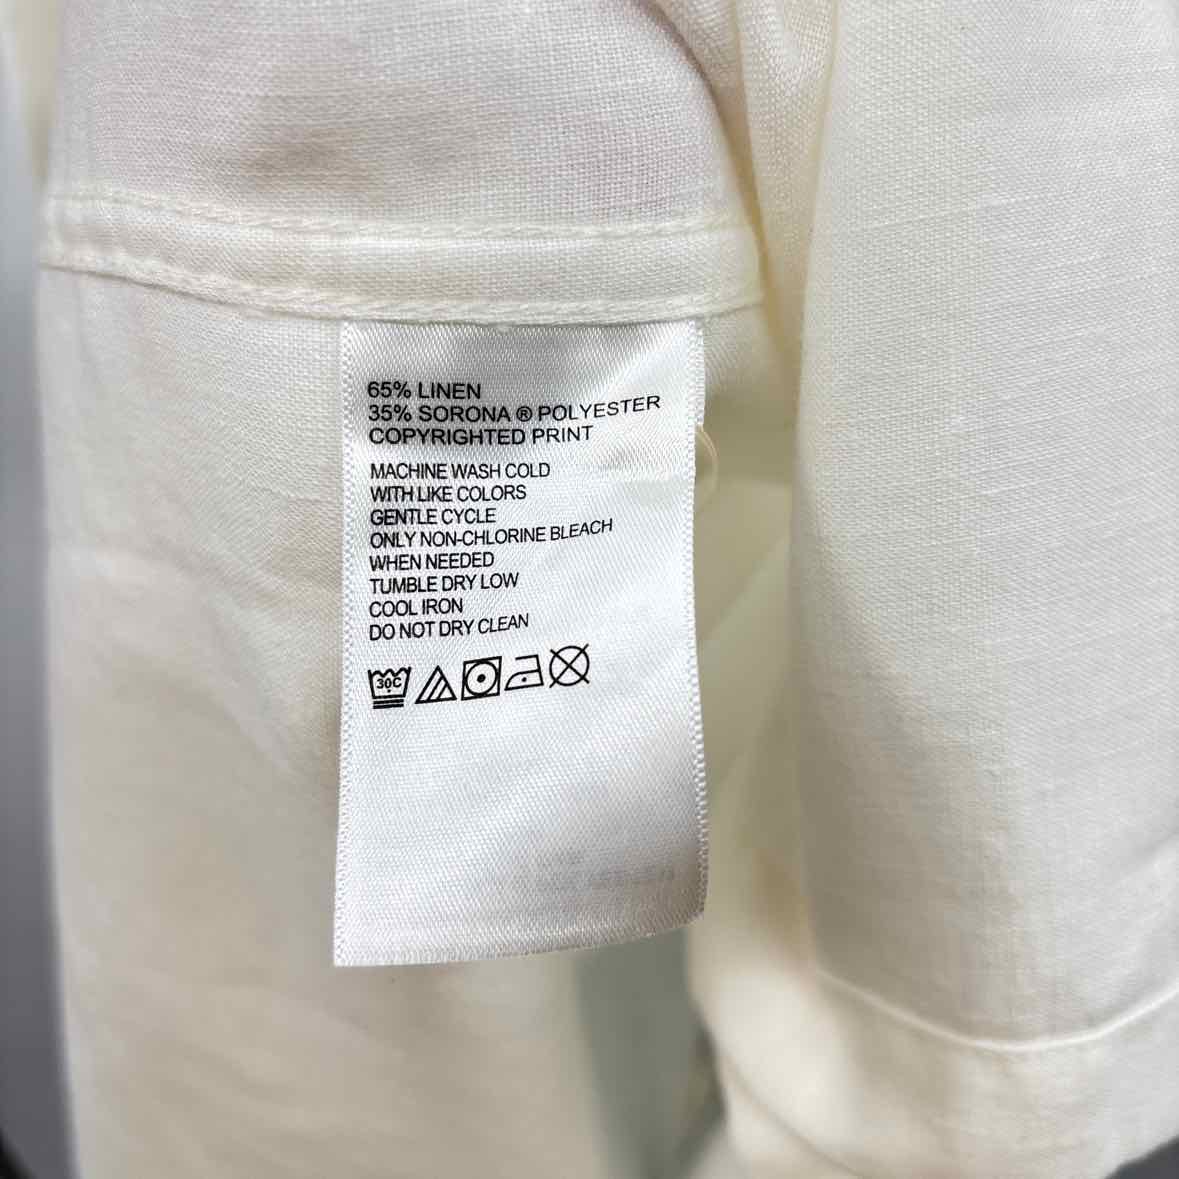 65% LINEN
35% SORONA ® POLYESTER
COPYRIGHTED PRINT
MACHINE WASH COLD
WITH LIKE COLORS
GENTLE CYCLE
ONLY NON-CHLORINE BLEACH
WHEN NEEDED
TUMBLE DRY LOW
COOL IRON
DO NOT DRY CLEAN
30C